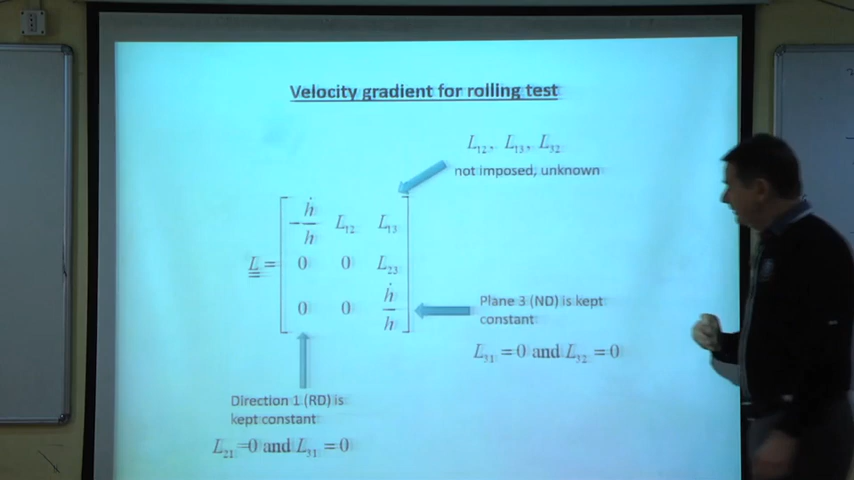 Velocity gradient for rolling test
L12, L13, L32
not imposed, unknown
L = [ -ḣ/h L12 L13
0 0 L23
0 0 ḣ/h ]
Plane 3 (ND) is kept
constant
L31 = 0 and L32 = 0
Direction 1 (RD) is
kept constant
L21 =0 and L31 = 0